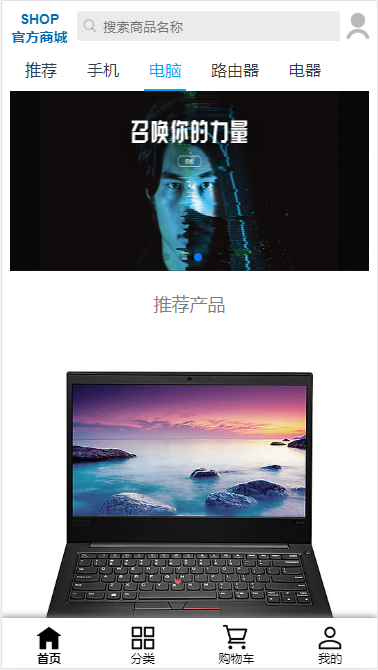 SHOP
官方商城
搜索商品名称
推荐
手机
电脑
路由器
电器
召唤你的力量
推荐产品
首页
分类
购物车
我的